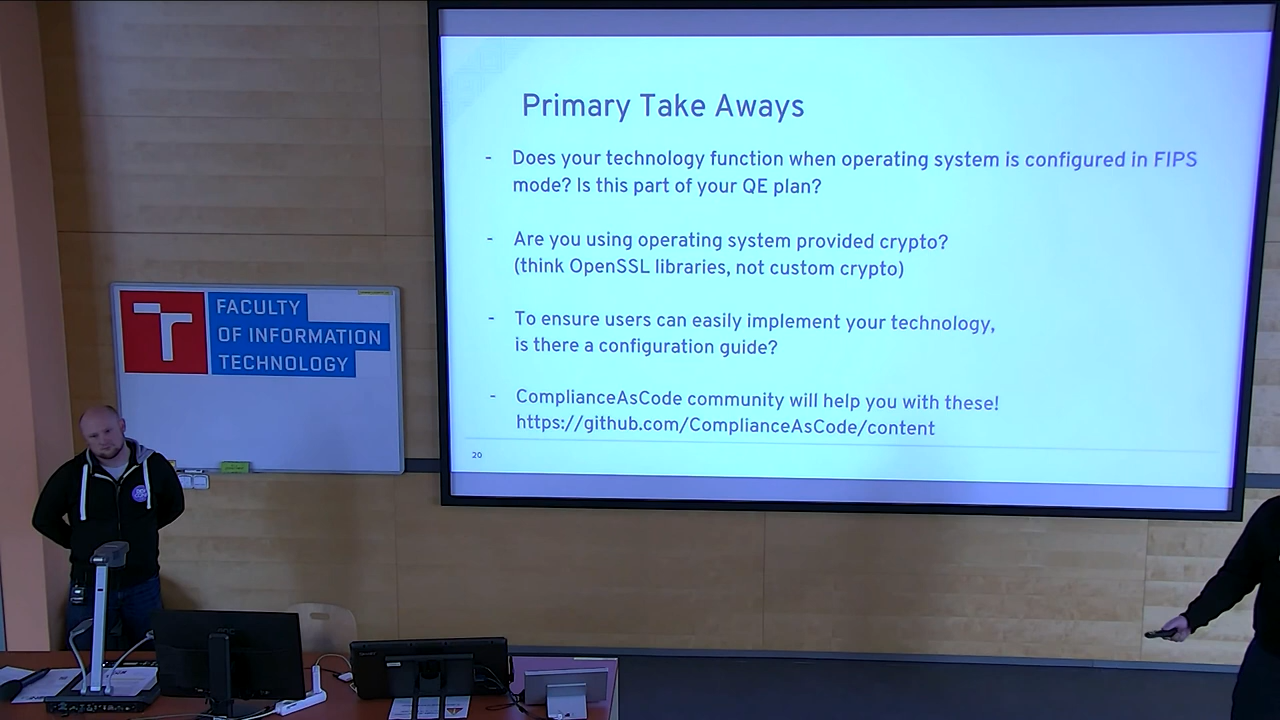 Primary Take Aways
- Does your technology function when operating system is configured in FIPS
mode? Is this part of your QE plan?
- Are you using operating system provided crypto?
(think OpenSSL libraries, not custom crypto)
- To ensure users can easily implement your technology,
is there a configuration guide?
- ComplianceAsCode community will help you with these!
https://github.com/ComplianceAsCode/content
20
FACULTY
OF INFORMATION
TECHNOLOGY